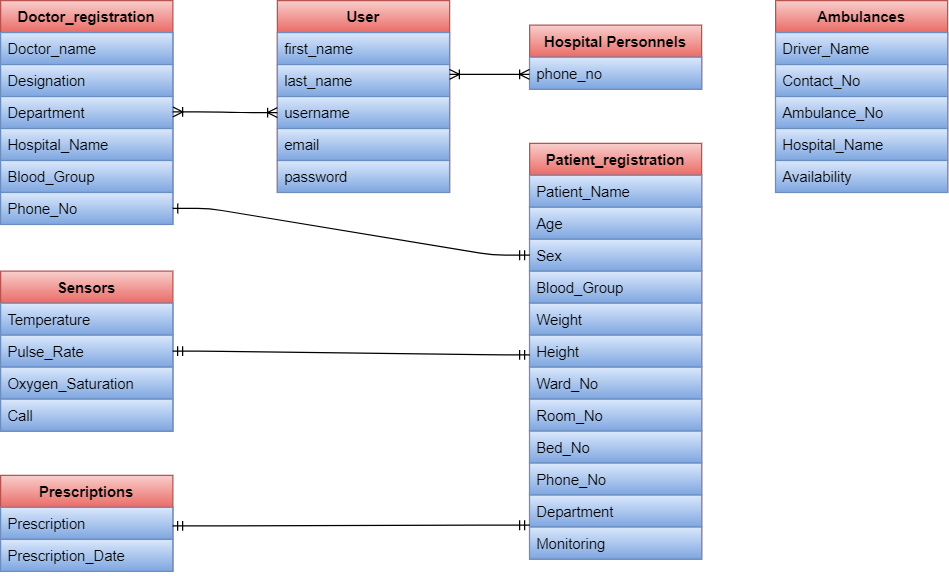 Doctor_registration
Doctor_name
Designation
Department
Hospital_Name
Blood_Group
Phone_No
User
first_name
last_name
username
email
password
Hospital Personnels
phone_no
Ambulances
Driver_Name
Contact_No
Ambulance_No
Hospital_Name
Availability
Patient_registration
Patient_Name
Age
Sex
Blood_Group
Weight
Height
Ward_No
Room_No
Bed_No
Phone_No
Department
Monitoring
Sensors
Temperature
Pulse_Rate
Oxygen_Saturation
Call
Prescriptions
Prescription
Prescription_Date